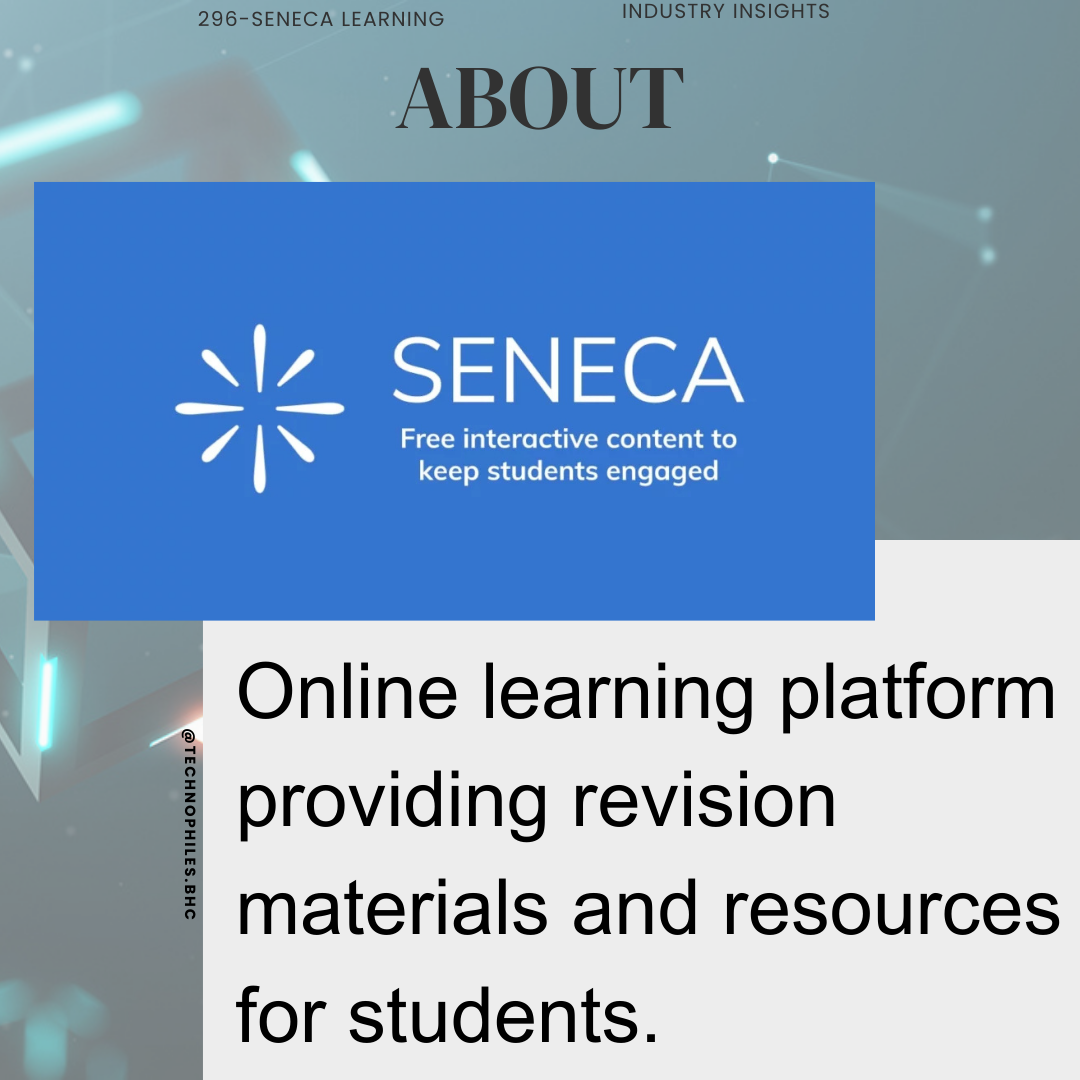 296-SENECA LEARNING
INDUSTRY INSIGHTS
ABOUT
SENECA
Free interactive content to
keep students engaged
@TECHNOPHILES.BHC
Online learning platform
providing revision
materials and resources
for students.